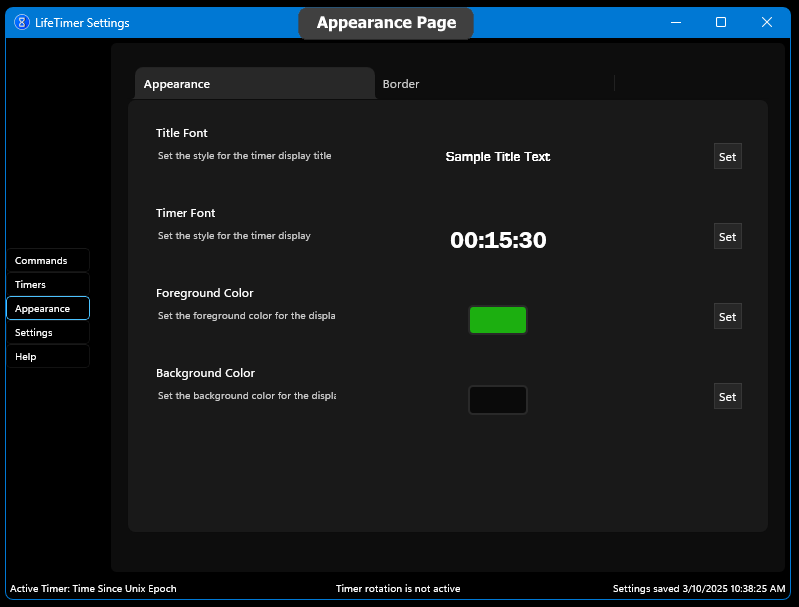 LifeTimer Settings
Appearance Page
Appearance
Border
Title Font
Set the style for the timer display title
Sample Title Text
Set
Timer Font
Set the style for the timer display
00:15:30
Set
Foreground Color
Set the foreground color for the displa
Set
Background Color
Set the background color for the displa
Set
Commands
Timers
Appearance
Settings
Help
Active Timer: Time Since Unix Epoch
Timer rotation is not active
Settings saved 3/10/2025 10:38:25 AM